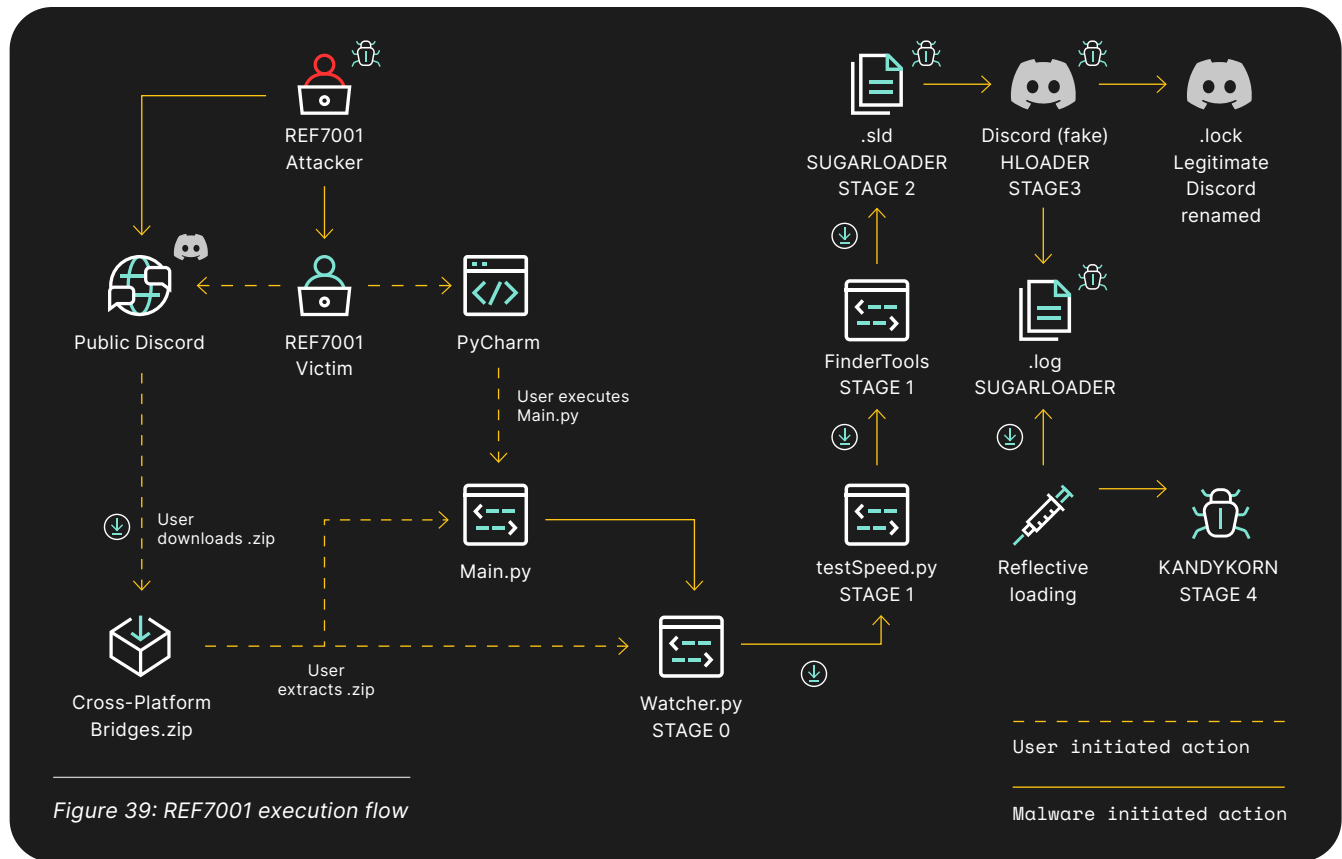 REF7001
Attacker
.sld
SUGARLOADER
STAGE 2
Discord (fake)
HLOADER
STAGE3
.lock
Legitimate
Discord
renamed
Public Discord
REF7001
Victim
PyCharm
FinderTools
STAGE 1
.log
SUGARLOADER
User executes
Main.py
User
downloads .zip
Main.py
testSpeed.py
STAGE 1
Reflective
loading
KANDYKORN
STAGE 4
User
extracts .zip
Cross-Platform
Bridges.zip
Watcher.py
STAGE 0
User initiated action
Malware initiated action
Figure 39: REF7001 execution flow